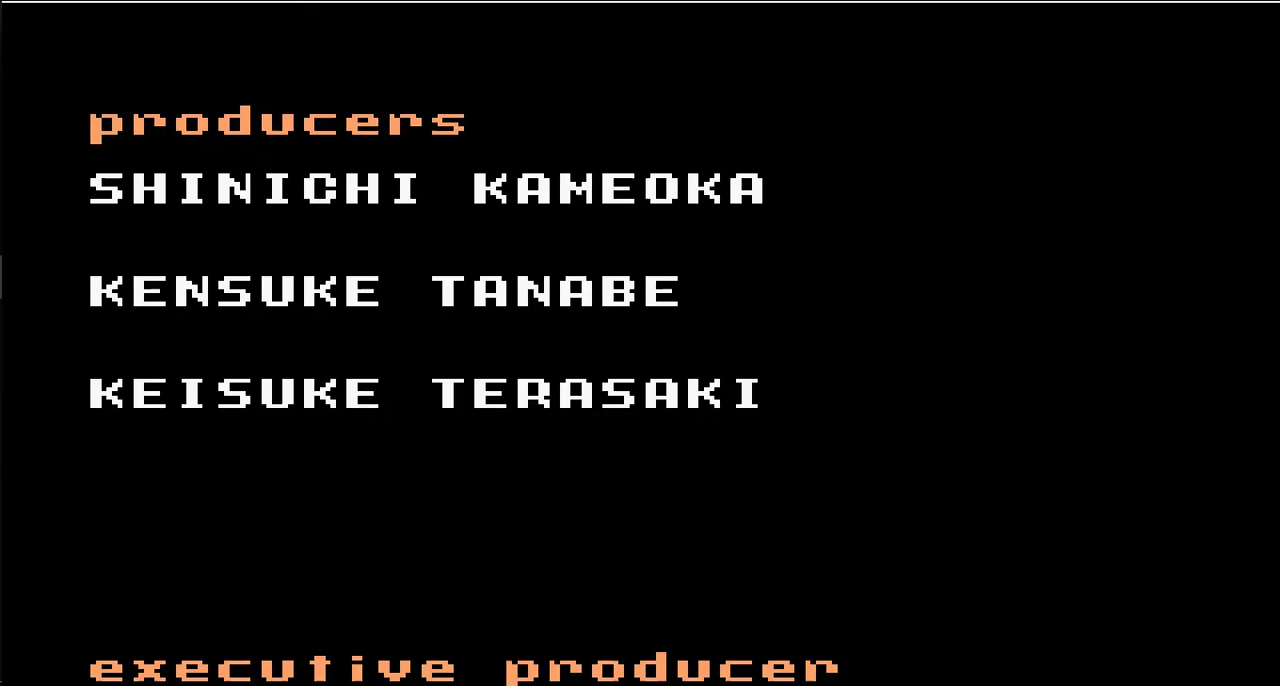 producers
SHINICHI KAMEOKA
KENSUKE TANABE
KEISUKE TERASAKI
executive producer